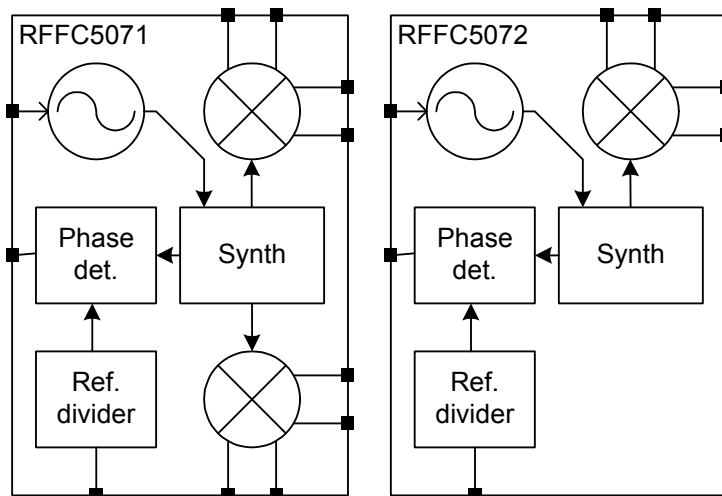 RFFC5071
Phase
det.
Synth
Ref.
divider
RFFC5072
Phase
det.
Synth
Ref.
divider